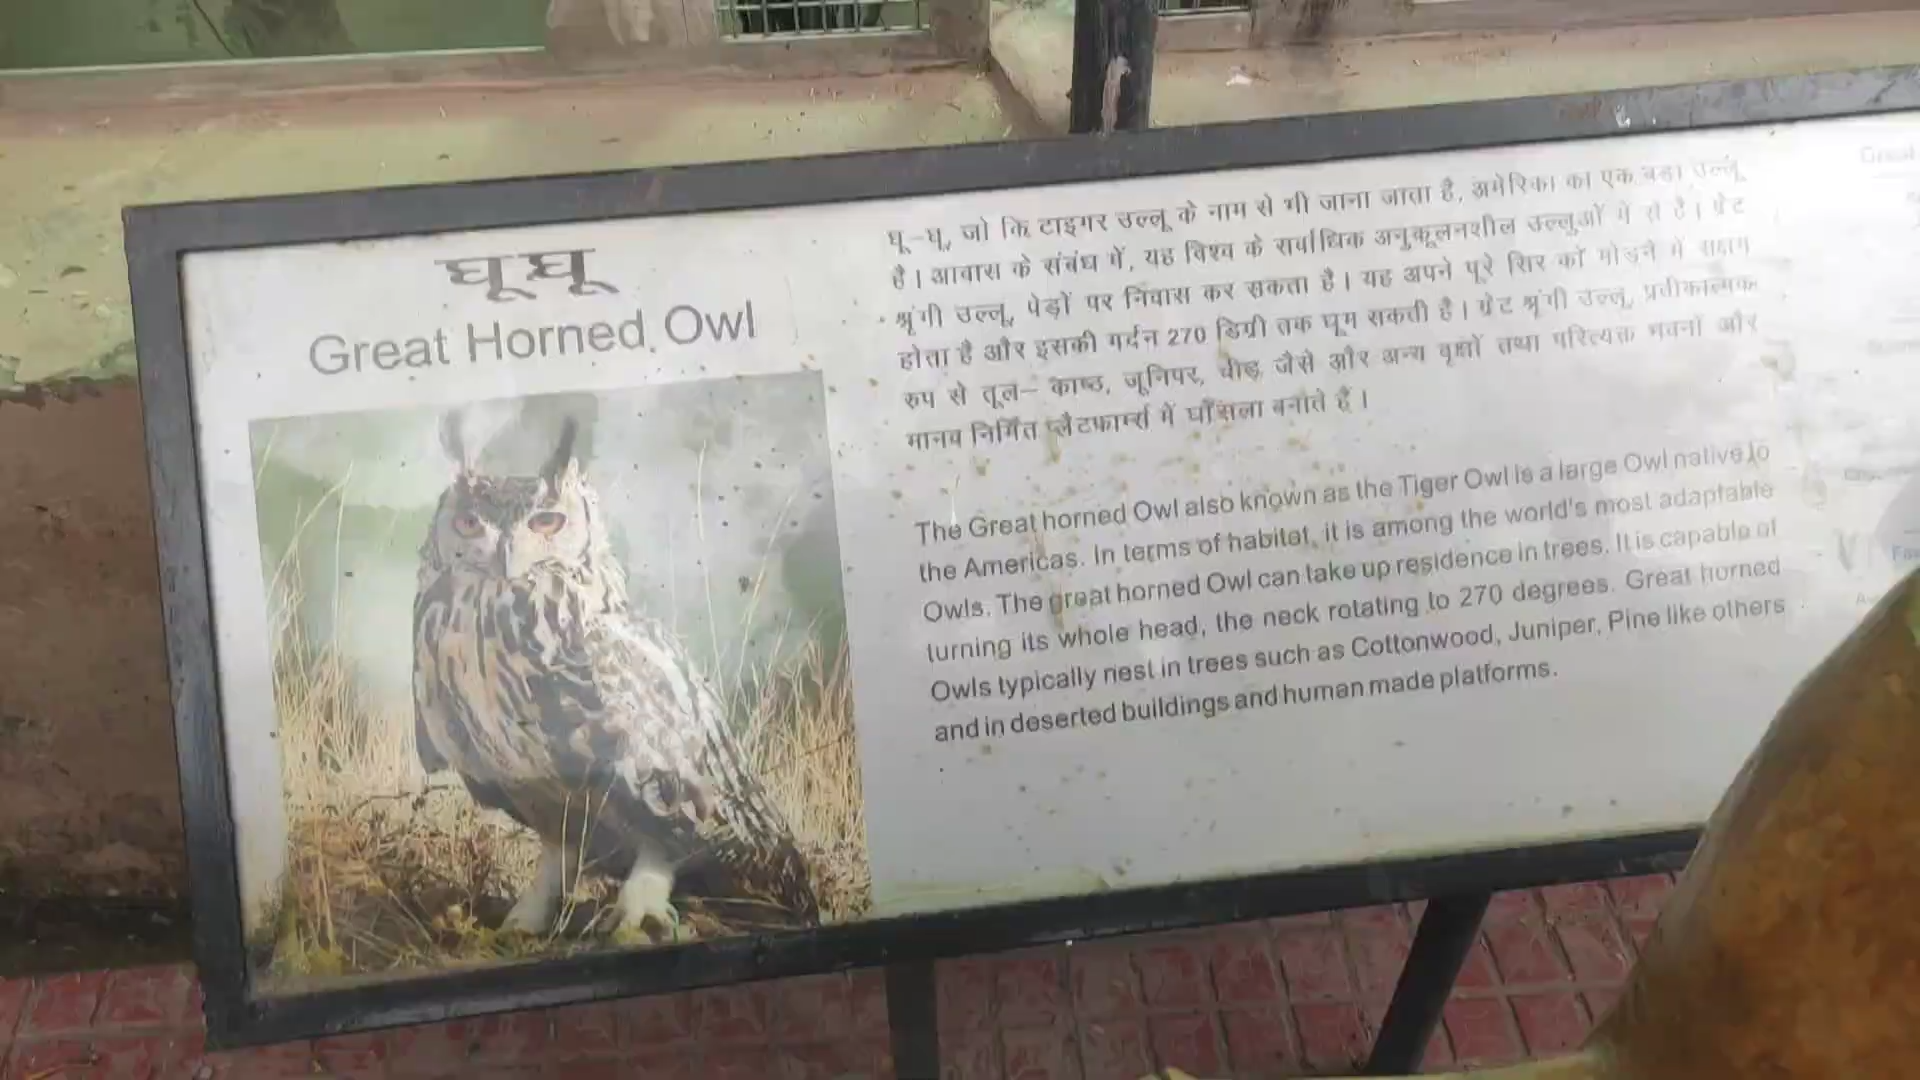 घू घू
Great Horned Owl
घू-घू, जो कि टाइगर उल्लू के नाम से भी जाना जाता है, अमेरिका का एक बड़ा उल्लू
है। आवास के संबंध में, यह विश्व के सर्वाधिक अनुकूलनशील उल्लूओं में से है। ग्रेट
श्रृंगी उल्लू, पेड़ों पर निवास कर सकता है। यह अपने पूरे सिर को मोड़ने में सक्षम
होता है और इसकी गर्दन 270 डिग्री तक घूम सकती है। ग्रेट श्रृंगी उल्लू, प्रतीकात्मक
रुप से तूल- काष्ठ, जूनिपर, चीड़ जैसे और अन्य वृक्षों तथा परित्यक्त भवनों और
मानव निर्मित प्लैटफार्म्स में घोंसला बनाते हैं।
The Great horned Owl also known as the Tiger Owl is a large Owl native to
the Americas. In terms of habitat, it is among the world's most adaptable
Owls. The great horned Owl can take up residence in trees. It is capable of
turning its whole head, the neck rotating to 270 degrees. Great horned
Owls typically nest in trees such as Cottonwood, Juniper, Pine like others
and in deserted buildings and human made platforms.
Great